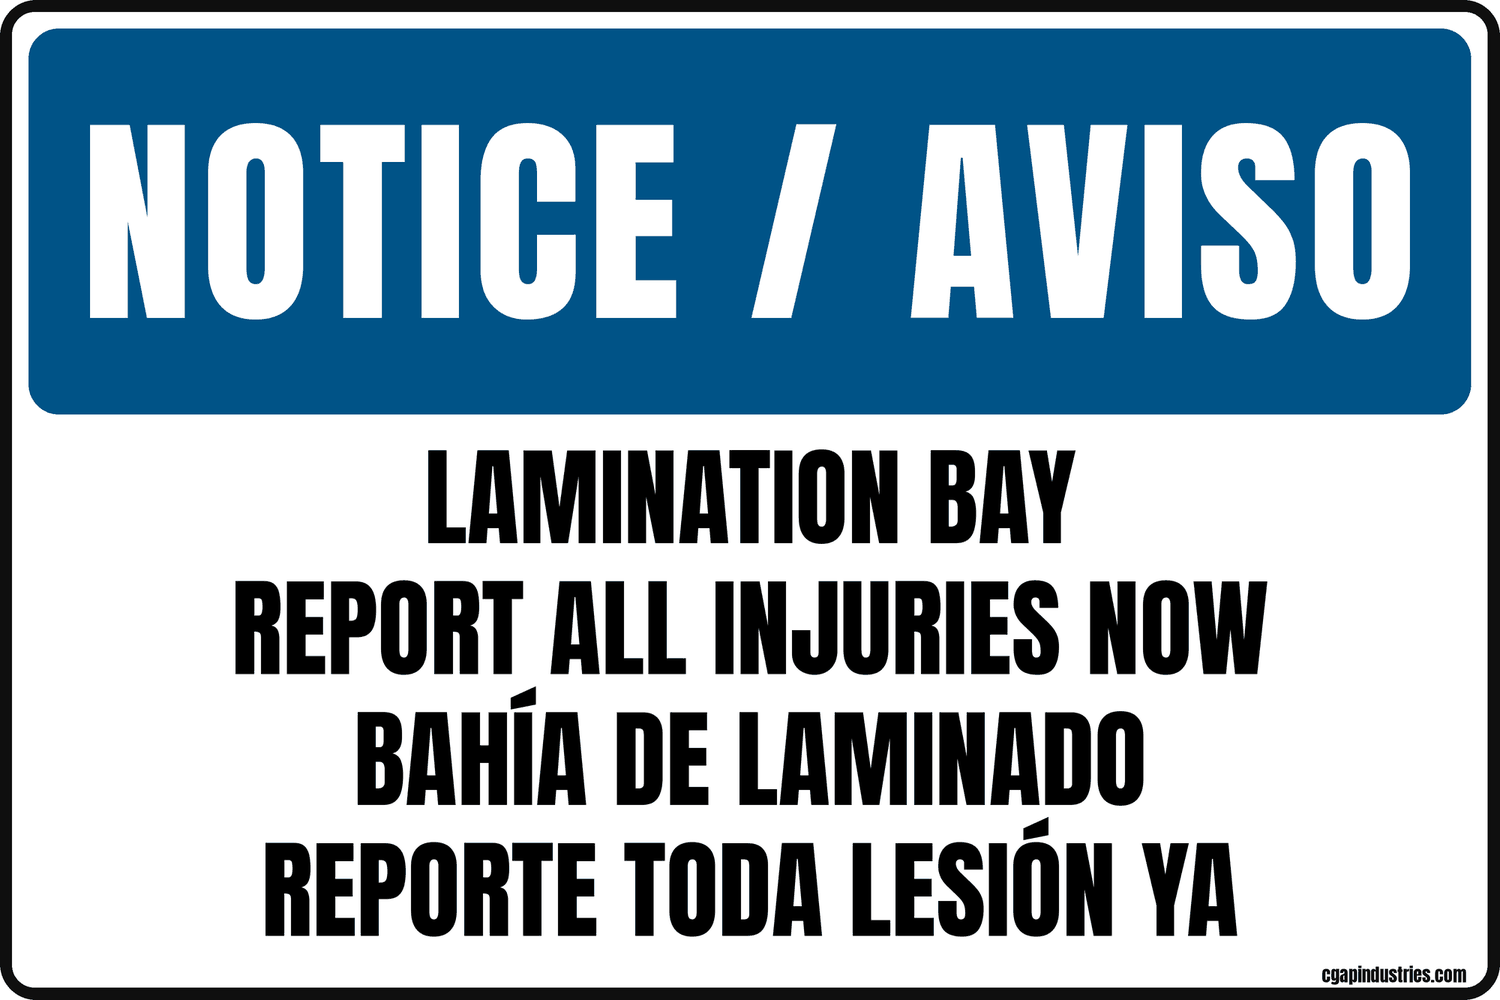 NOTICE / AVISO
LAMINATION BAY
REPORT ALL INJURIES NOW
BAHÍA DE LAMINADO
REPORTE TODA LESIÓN YA
cgapindustries.com